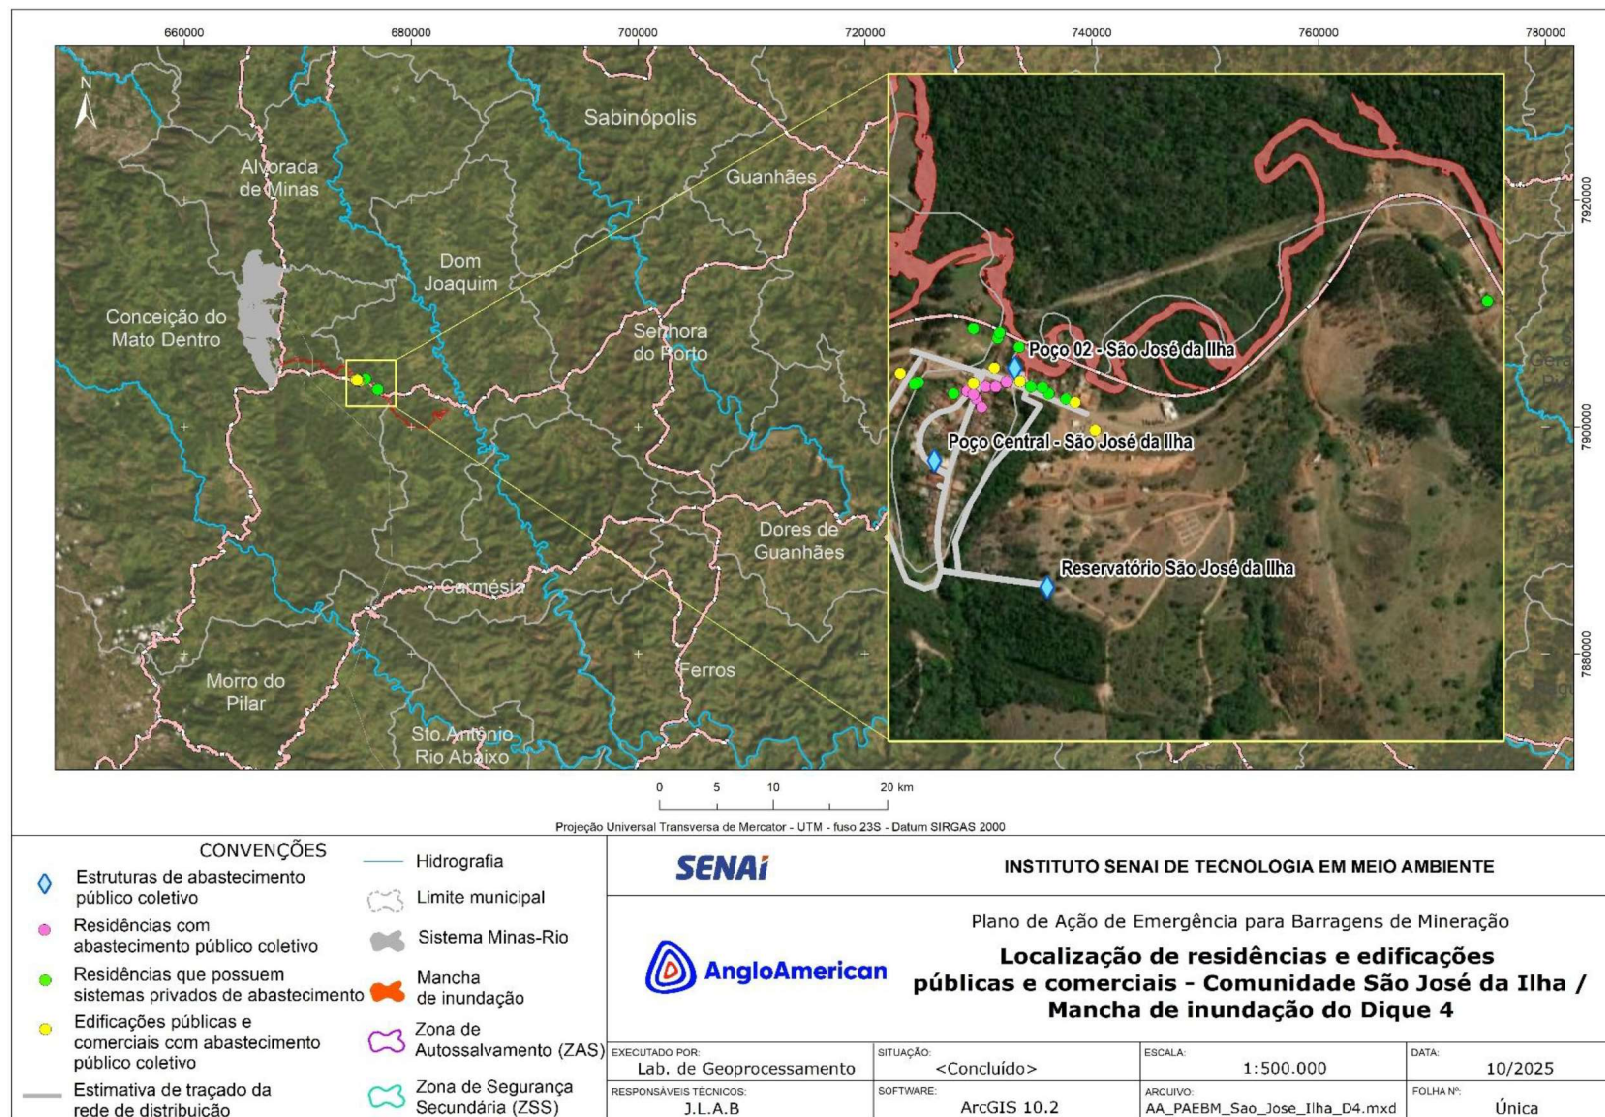 660000
680000
700000
720000
740000
760000
780000
N
Sabinópolis
Alvorada
de Minas
Guanhães
7920000
Dom
Joaquim
Conceição do
Mato Dentro
Senhora
do Porto
Poço 02 - São José da Ilha
7900000
Poço Central - São José da Ilha
Dores de
Guanhães
Reservatório São José da Ilha
Carmésia
7880000
Ferros
Morro do
Pilar
Sto.Antônio
Rio Abaixo
0 5 10 20 km
Projeção Universal Transversa de Mercator - UTM - fuso 23S - Datum SIRGAS 2000
CONVENÇÕES
Estruturas de abastecimento
público coletivo
Residências com
abastecimento público coletivo
Residências que possuem
sistemas privados de abastecimento
Edificações públicas e
comerciais com abastecimento
público coletivo
Estimativa de traçado da
rede de distribuição
Hidrografia
Limite municipal
Sistema Minas-Rio
Mancha
de inundação
Zona de
Autossalvamento (ZAS)
Zona de Segurança
Secundária (ZSS)
SENAI
INSTITUTO SENAI DE TECNOLOGIA EM MEIO AMBIENTE
AngloAmerican
Plano de Ação de Emergência para Barragens de Mineração
Localização de residências e edificações
públicas e comerciais - Comunidade São José da Ilha /
Mancha de inundação do Dique 4
EXECUTADO POR:
Lab. de Geoprocessamento
SITUAÇÃO:
<Concluído>
ESCALA:
1:500.000
DATA:
10/2025
RESPONSÁVEIS TÉCNICOS:
J.L.A.B
SOFTWARE:
ArcGIS 10.2
ARQUIVO:
AA_PAEBM_Sao_Jose_Ilha_D4.mxd
FOLHA Nº:
Única